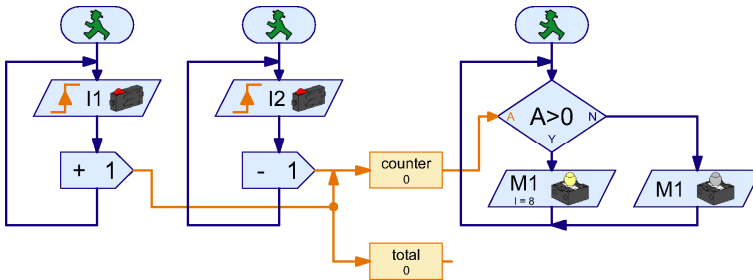 I1
+ 1
I2
- 1
counter
0
total
0
A
A>0
N
Y
M1
I = 8
M1